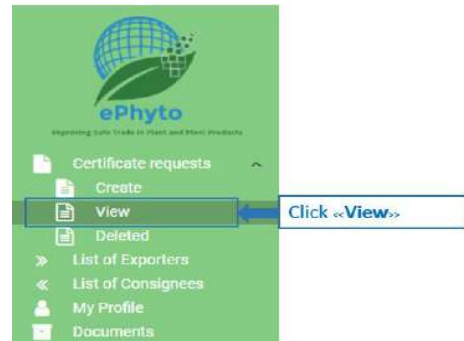 ePhyto
Improving Safe Trade in Plant and Plant Products
Certificate requests
Create
View
Click «View»
Deleted
List of Exporters
List of Consignees
My Profile
Documents